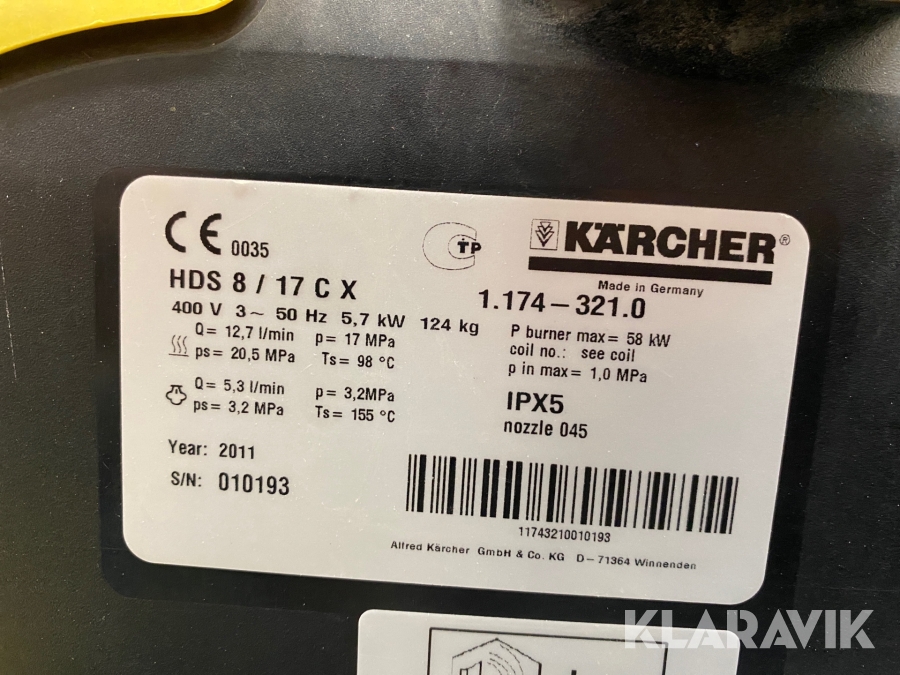 CE 0035
TP
KÄRCHER®
Made in Germany
HDS 8 / 17 C X
1.174-321.0
400 V 3~ 50 Hz 5,7 kW 124 kg
Q= 12,7 l/min p= 17 MPa
ps= 20,5 MPa Ts= 98 °C
P burner max= 58 kW
coil no.: see coil
p in max= 1,0 MPa
Q= 5,3 l/min p= 3,2MPa
ps= 3,2 MPa Ts= 155 °C
IPX5
nozzle 045
Year: 2011
S/N: 010193
11743210010193
Alfred Kärcher GmbH & Co. KG D-71364 Winnenden
KLARAVIK